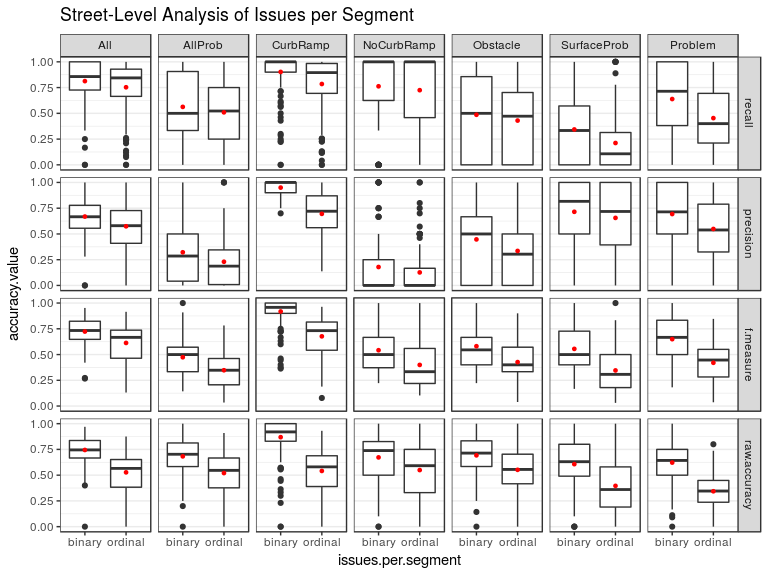 Street-Level Analysis of Issues per Segment
All AllProb CurbRamp NoCurbRamp Obstacle SurfaceProb Problem
1.00
0.75
0.50
0.25
0.00
recall
1.00
0.75
0.50
0.25
0.00
precision
1.00
0.75
0.50
0.25
0.00
f.measure
1.00
0.75
0.50
0.25
0.00
raw.accuracy
accuracy.value
binary ordinal binary ordinal binary ordinal binary ordinal binary ordinal binary ordinal binary ordinal
issues.per.segment